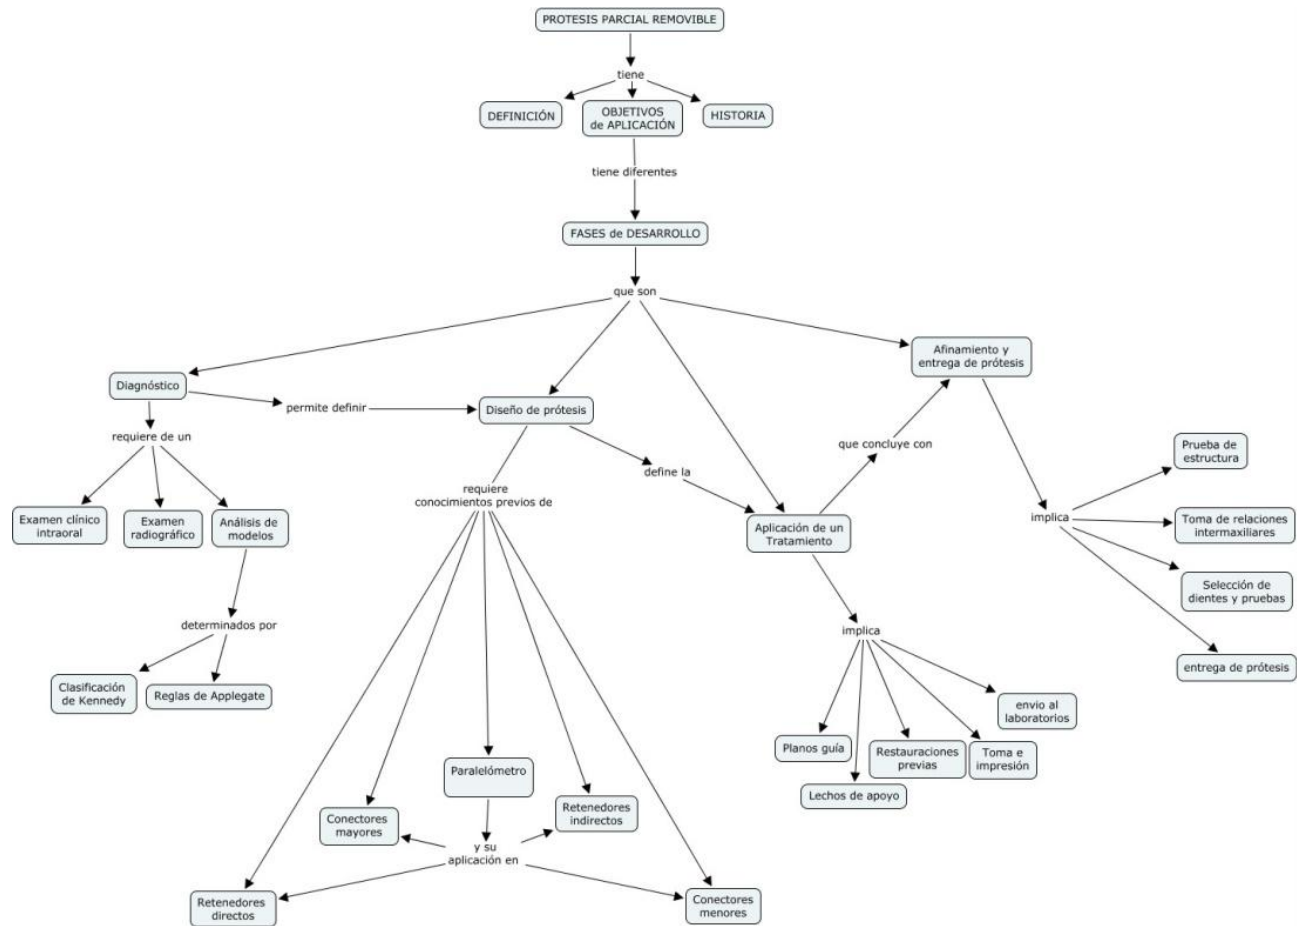 PROTESIS PARCIAL REMOVIBLE
tiene
DEFINICIÓN
OBJETIVOS
de APLICACIÓN
HISTORIA
tiene diferentes
FASES de DESARROLLO
que son
Diagnóstico
permite definir
Diseño de prótesis
Afinamiento y
entrega de prótesis
requiere de un
Examen clínico
intraoral
Examen
radiográfico
Análisis de
modelos
determinados por
Clasificación
de Kennedy
Reglas de Applegate
requiere
conocimientos previos de
define la
que concluye con
Aplicación de un
Tratamiento
Paralelómetro
Conectores
mayores
Retenedores
indirectos
y su
aplicación en
Retenedores
directos
Conectores
menores
implica
Planos guía
Lechos de apoyo
Restauraciones
previas
Toma e
impresión
envio al
laboratorios
implica
Prueba de
estructura
Toma de relaciones
intermaxiliares
Selección de
dientes y pruebas
entrega de prótesis